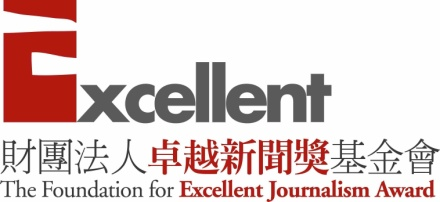 Excellent
財團法人卓越新聞獎基金會
The Foundation for Excellent Journalism Award